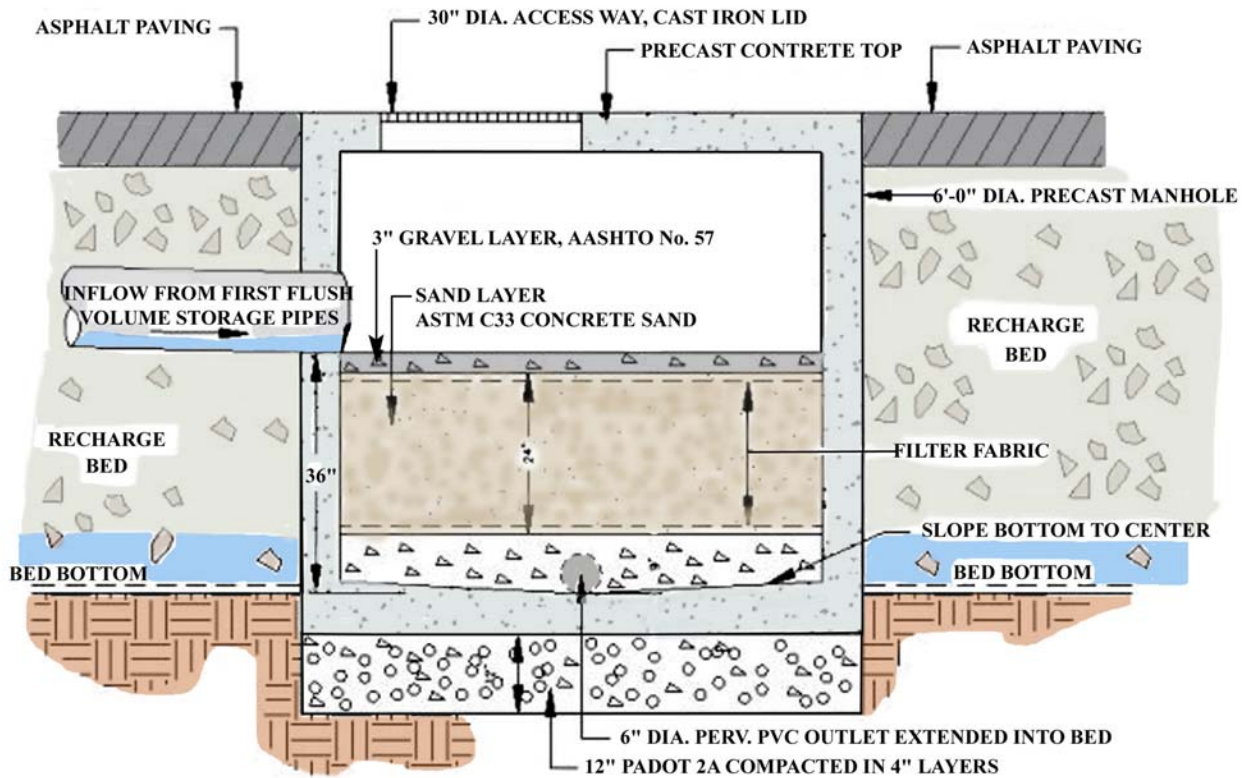 30" DIA. ACCESS WAY, CAST IRON LID
ASPHALT PAVING
PRECAST CONTRETE TOP
ASPHALT PAVING
6'-0" DIA. PRECAST MANHOLE
3" GRAVEL LAYER, AASHTO No. 57
INFLOW FROM FIRST FLUSH
VOLUME STORAGE PIPES
SAND LAYER
ASTM C33 CONCRETE SAND
RECHARGE
BED
RECHARGE
BED
36"
24"
FILTER FABRIC
SLOPE BOTTOM TO CENTER
BED BOTTOM
BED BOTTOM
6" DIA. PERV. PVC OUTLET EXTENDED INTO BED
12" PADOT 2A COMPACTED IN 4" LAYERS